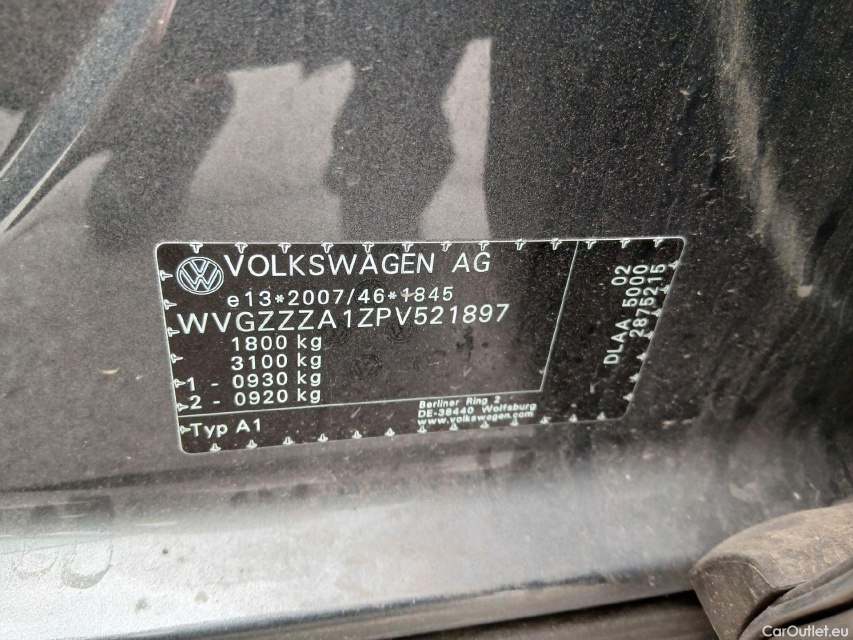 VOLKSWAGEN AG
e13*2007/46*1845
WVGZZZA1ZPV521897
1800 kg
3100 kg
1 - 0930 kg
2 - 0920 kg
Typ A1
Berliner Ring 2
DE-38440 Wolfsburg
www.volkswagen.com
02
DLAA 5000
2875215
CarOutlet.eu